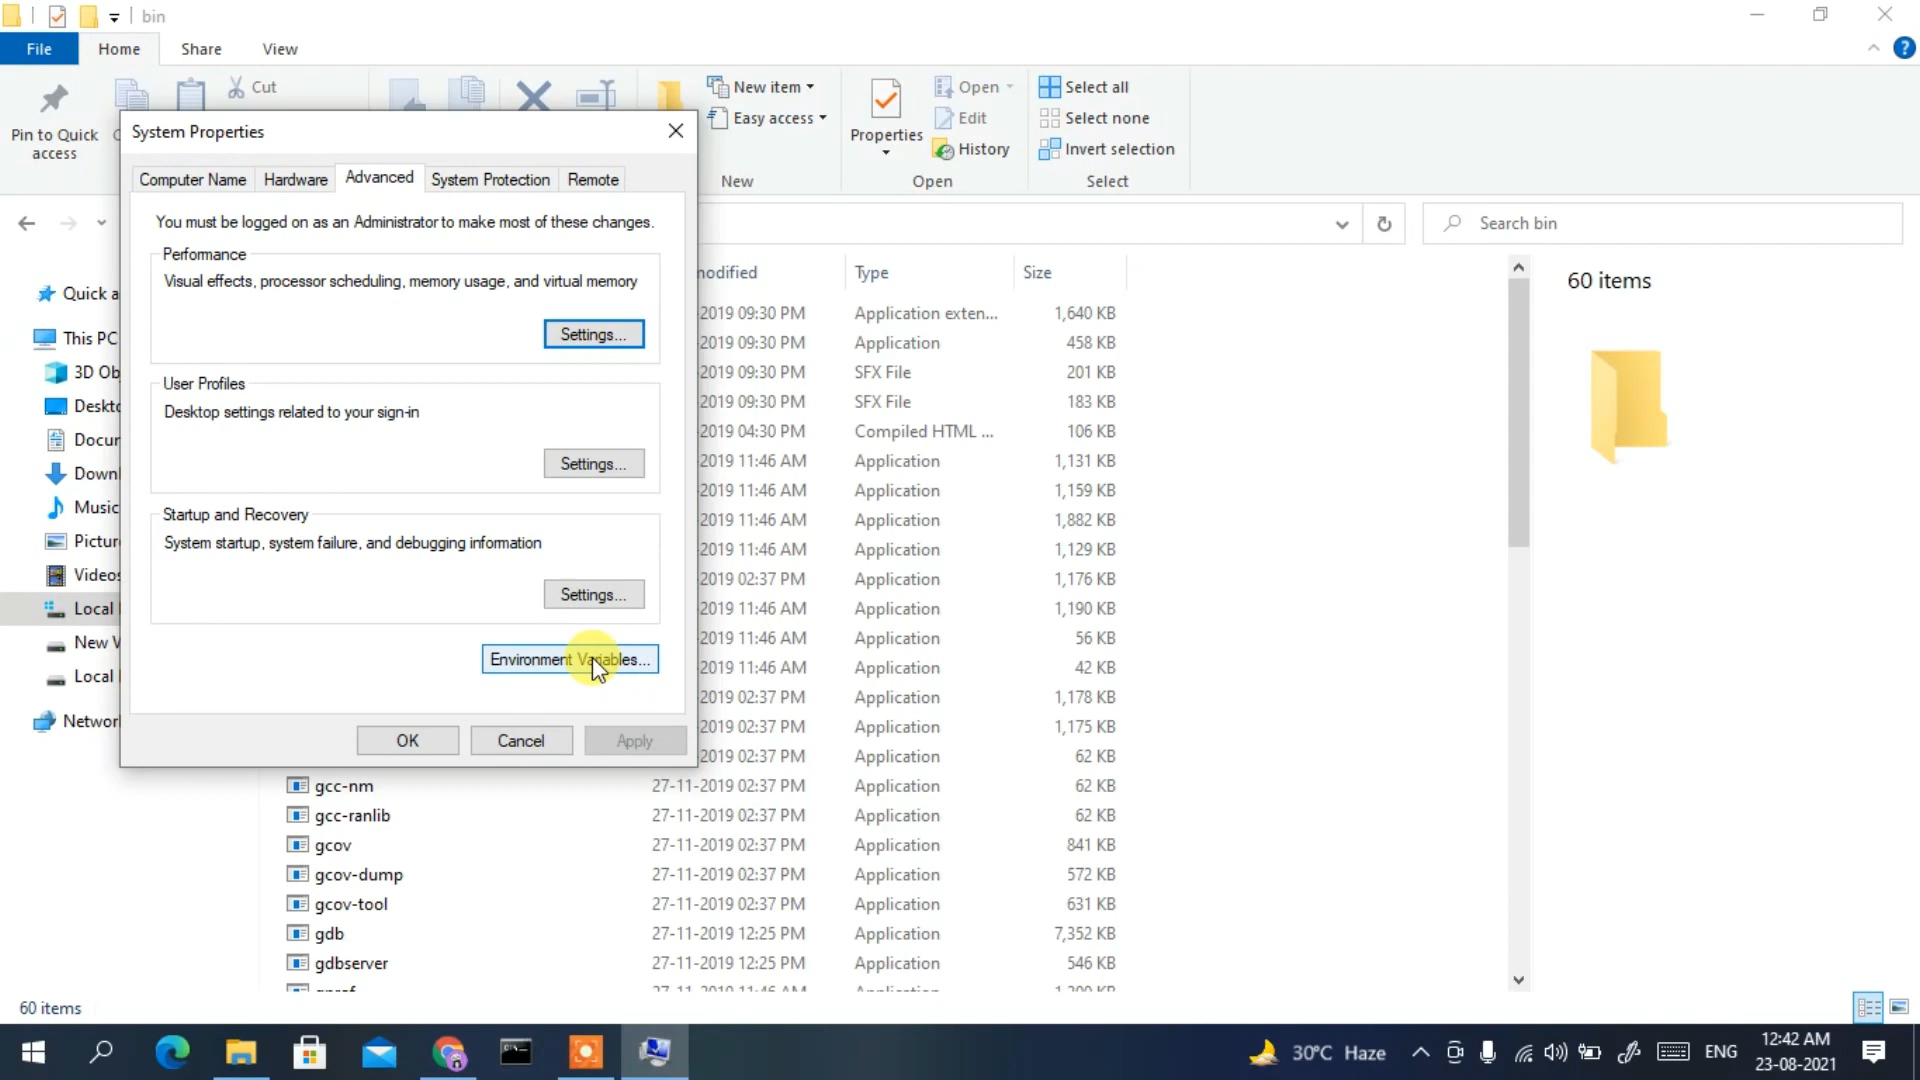 bin
File
Home
Share
View
Pin to Quick
access
Cut
New item
Easy access
New
Properties
Open
Edit
History
Open
Select all
Select none
Invert selection
Select
System Properties
Computer Name
Hardware
Advanced
System Protection
Remote
You must be logged on as an Administrator to make most of these changes.
Performance
Visual effects, processor scheduling, memory usage, and virtual memory
Settings...
User Profiles
Desktop settings related to your sign-in
Settings...
Startup and Recovery
System startup, system failure, and debugging information
Settings...
Environment Variables...
OK
Cancel
Apply
Search bin
Quick a
This PC
3D Ob
Deskto
Docum
Downl
Music
Picture
Videos
Local
New V
Local
Networ
modified Type Size
2019 09:30 PM Application exten... 1,640 KB
2019 09:30 PM Application 458 KB
2019 09:30 PM SFX File 201 KB
2019 09:30 PM SFX File 183 KB
2019 04:30 PM Compiled HTML ... 106 KB
2019 11:46 AM Application 1,131 KB
2019 11:46 AM Application 1,159 KB
2019 11:46 AM Application 1,882 KB
2019 11:46 AM Application 1,129 KB
2019 02:37 PM Application 1,176 KB
2019 11:46 AM Application 1,190 KB
2019 11:46 AM Application 56 KB
2019 11:46 AM Application 42 KB
2019 02:37 PM Application 1,178 KB
2019 02:37 PM Application 1,175 KB
2019 02:37 PM Application 62 KB
gcc-nm 27-11-2019 02:37 PM Application 62 KB
gcc-ranlib 27-11-2019 02:37 PM Application 62 KB
gcov 27-11-2019 02:37 PM Application 841 KB
gcov-dump 27-11-2019 02:37 PM Application 572 KB
gcov-tool 27-11-2019 02:37 PM Application 631 KB
gdb 27-11-2019 12:25 PM Application 7,352 KB
gdbserver 27-11-2019 12:25 PM Application 546 KB
60 items
60 items
30°C Haze
ENG
12:42 AM
23-08-2021